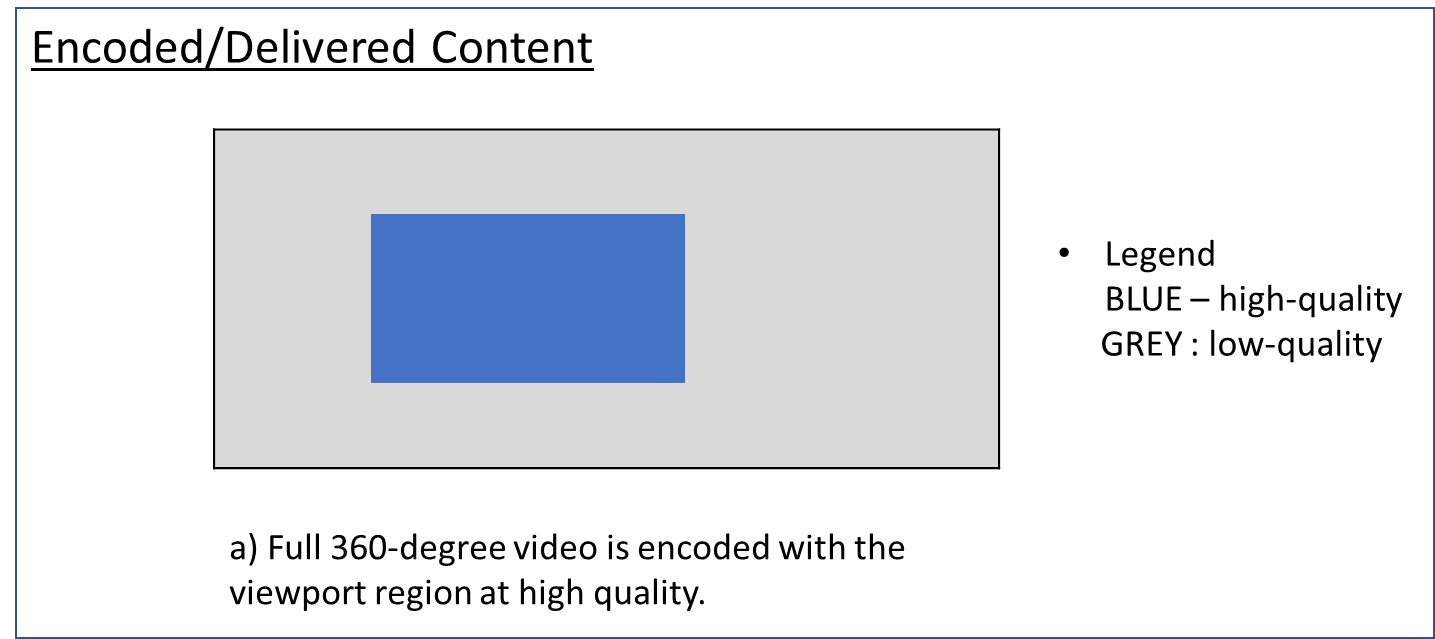 Encoded/Delivered Content
• Legend
BLUE – high-quality
GREY : low-quality
a) Full 360-degree video is encoded with the
viewport region at high quality.